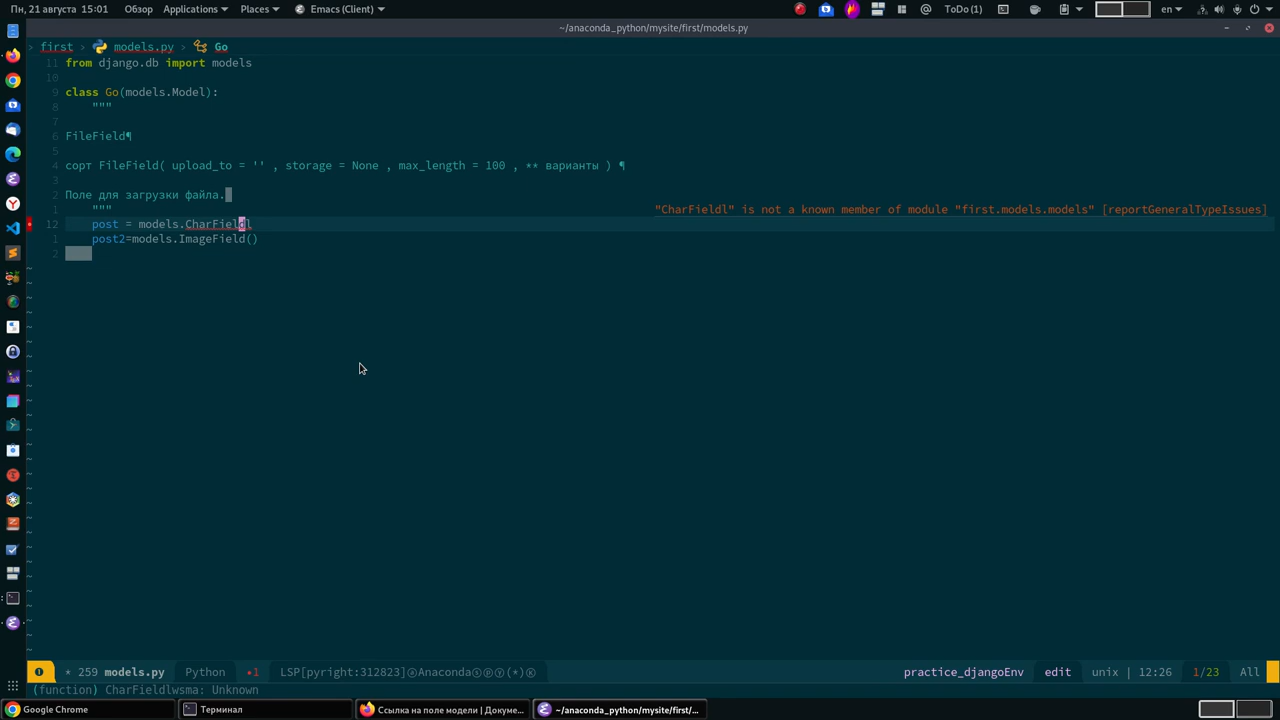 Пн, 21 августа 15:01 Обзор Applications Places Emacs (Client) ToDo(1) en
~/anaconda_python/mysite/first/models.py
first › models.py › Go
11 from django.db import models
10
9 class Go(models.Model):
8 """
7
6 FileField¶
5
4 сорт FileField( upload_to = '' , storage = None , max_length = 100 , ** варианты ) ¶
3
2 Поле для загрузки файла.
1 """ "CharFieldl" is not a known member of module "first.models.models" [reportGeneralTypeIssues]
12 post = models.CharFieldl
1 post2=models.ImageField()
2
* 259 models.py Python •1 LSP[pyright:312823] Anaconda practice_djangoEnv edit unix | 12:26 1/23 All
(function) CharFieldlwsma: Unknown
Google Chrome Терминал Ссылка на поле модели | Докуме... ~/anaconda_python/mysite/first/...